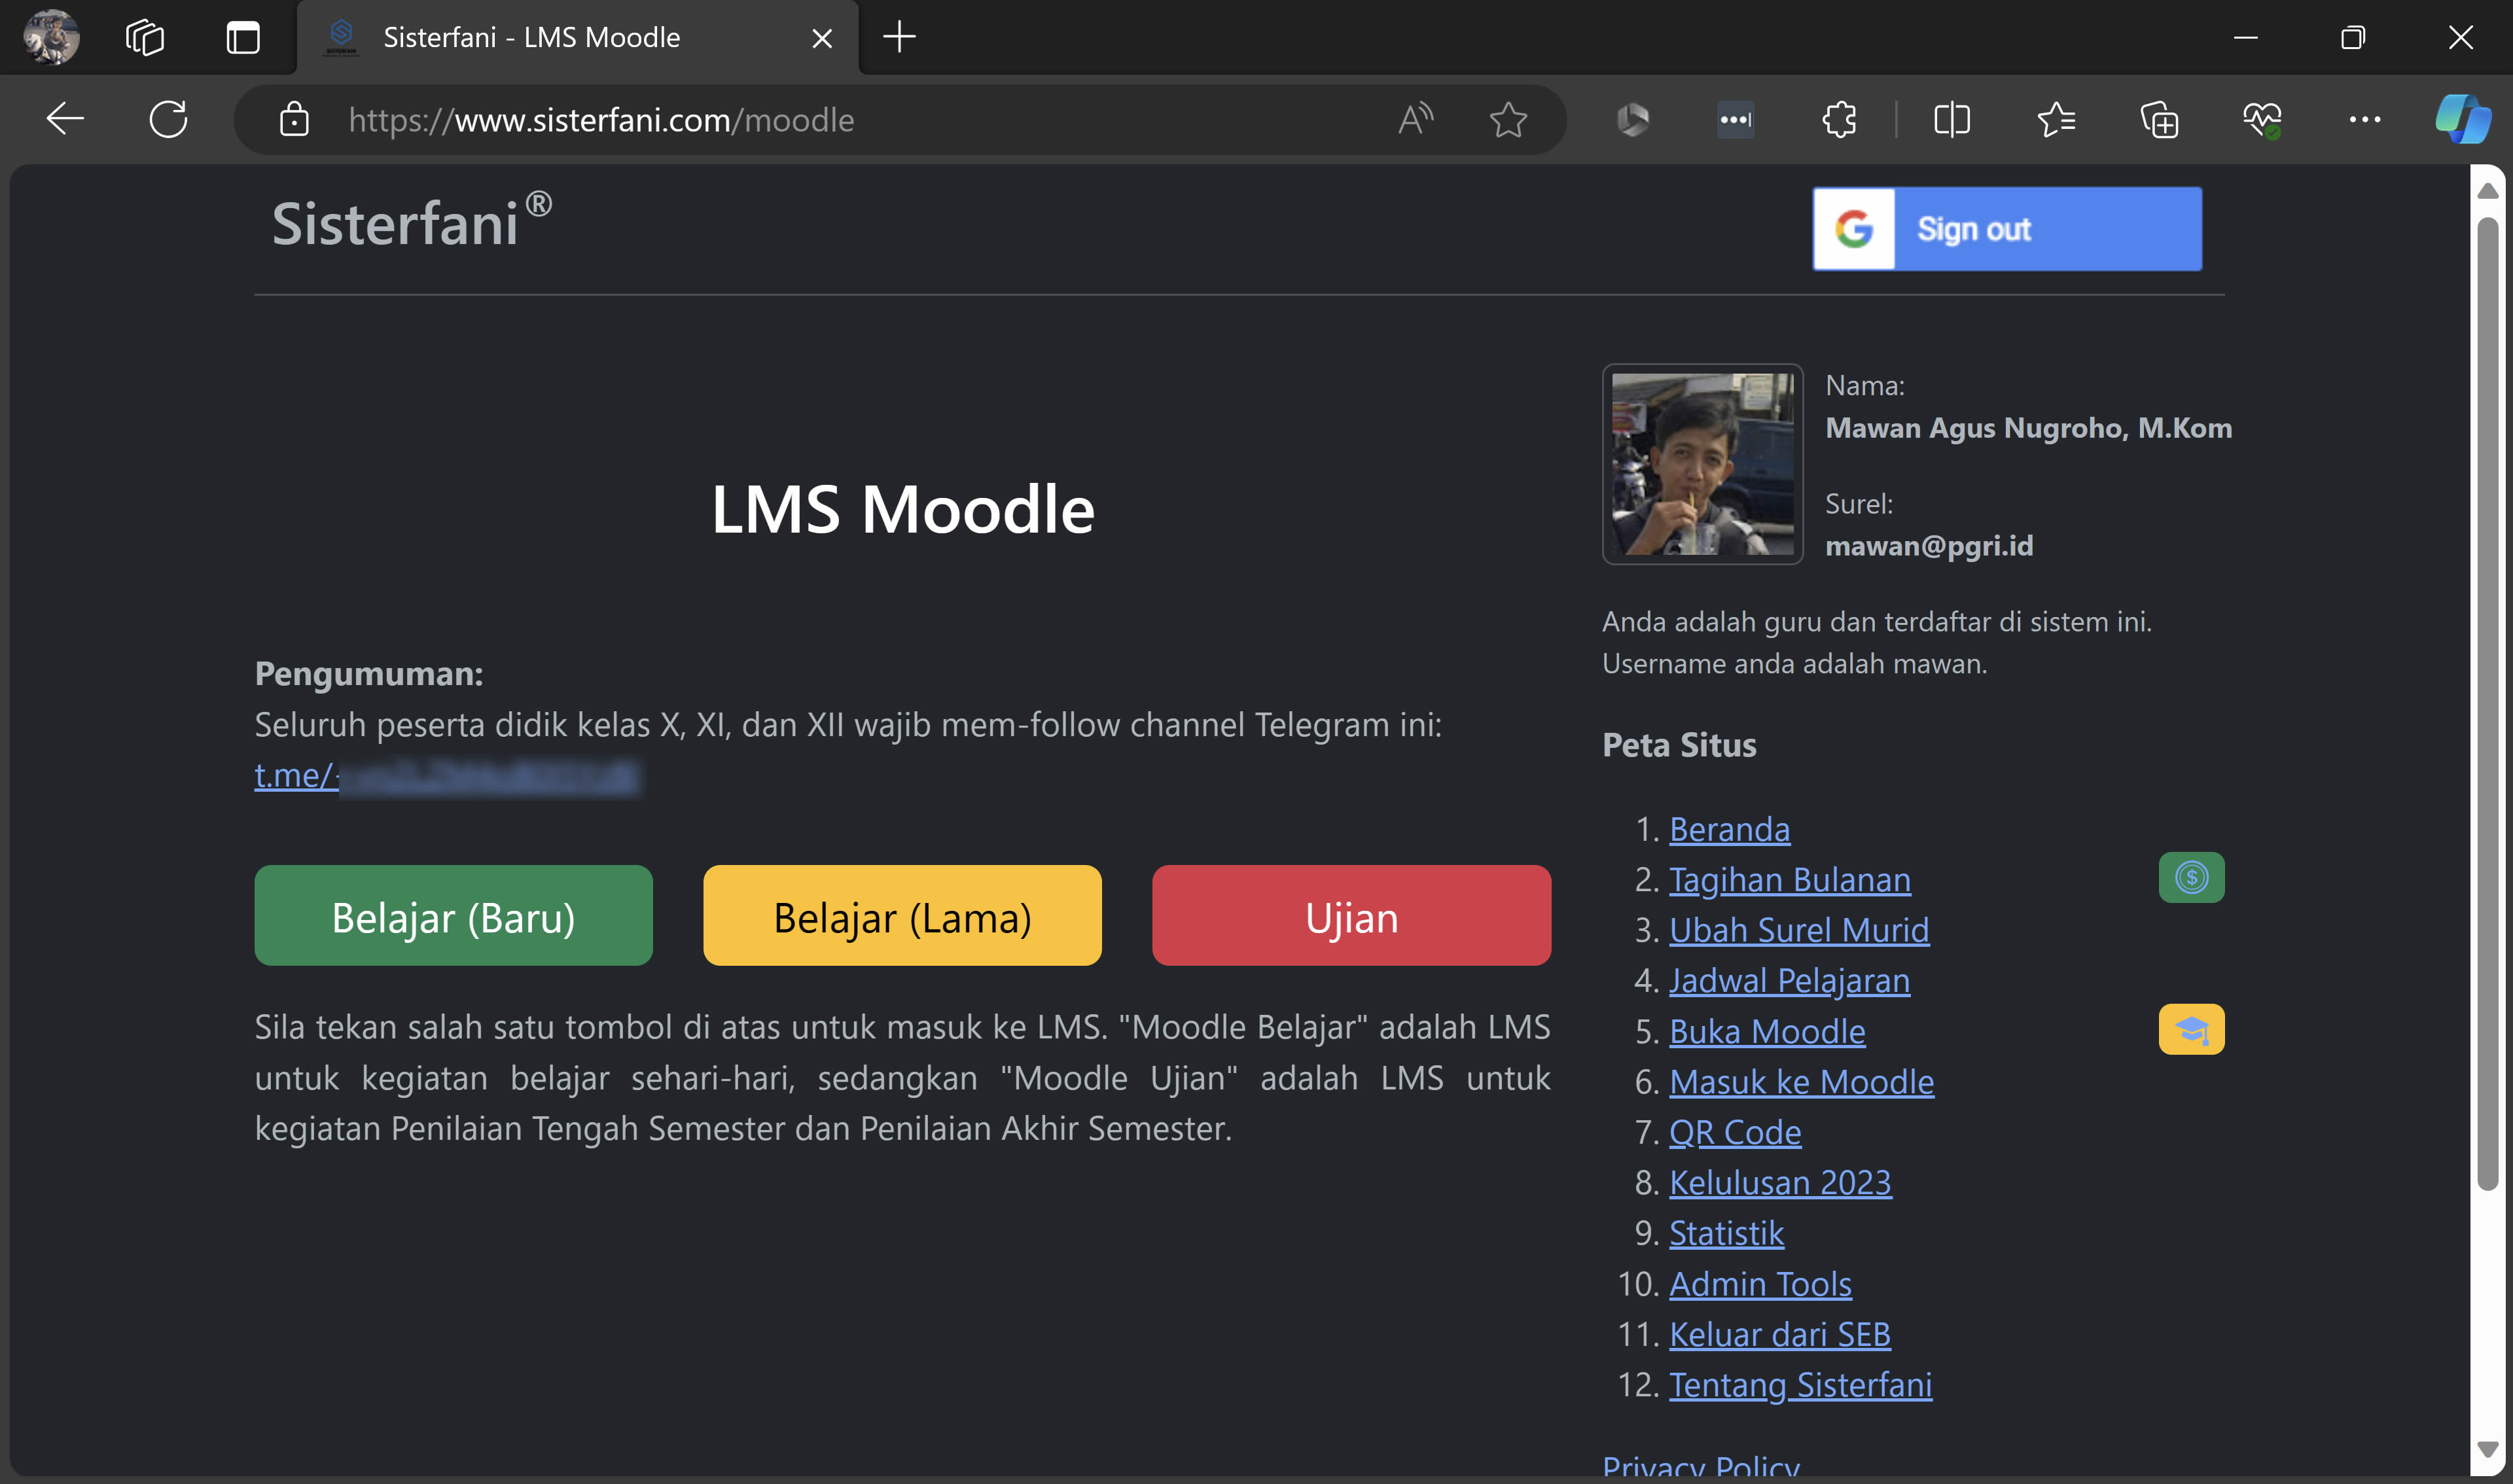 Sisterfani - LMS Moodle
https://www.sisterfani.com/moodle
Sisterfani®
Sign out
LMS Moodle
Pengumuman:
Seluruh peserta didik kelas X, XI, dan XII wajib mem-follow channel Telegram ini:
t.me/
Belajar (Baru)
Belajar (Lama)
Ujian
Sila tekan salah satu tombol di atas untuk masuk ke LMS. "Moodle Belajar" adalah LMS
untuk kegiatan belajar sehari-hari, sedangkan "Moodle Ujian" adalah LMS untuk
kegiatan Penilaian Tengah Semester dan Penilaian Akhir Semester.
Nama:
Mawan Agus Nugroho, M.Kom
Surel:
mawan@pgri.id
Anda adalah guru dan terdaftar di sistem ini.
Username anda adalah mawan.
Peta Situs
1. Beranda
2. Tagihan Bulanan
3. Ubah Surel Murid
4. Jadwal Pelajaran
5. Buka Moodle
6. Masuk ke Moodle
7. QR Code
8. Kelulusan 2023
9. Statistik
10. Admin Tools
11. Keluar dari SEB
12. Tentang Sisterfani
Privacy Policy